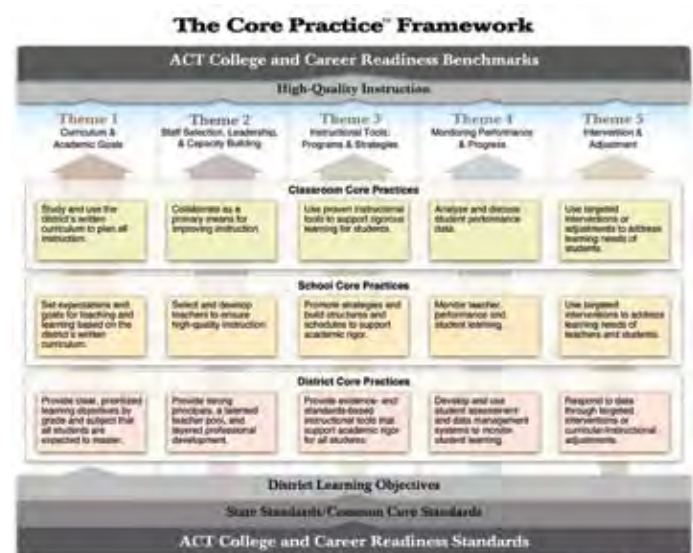 The Core Practice™ Framework
ACT College and Career Readiness Benchmarks
High-Quality Instruction
Theme 1
Curriculum &
Academic Goals
Theme 2
Staff Selection, Leadership,
& Capacity Building
Theme 3
Instructional Tools:
Programs & Strategies
Theme 4
Monitoring Performance
& Progress
Theme 5
Intervention &
Adjustment
Classroom Core Practices
Study and use the
district's written
curriculum to plan all
instruction.
Collaborate as a
primary means for
improving instruction.
Use proven instructional
tools to support rigorous
learning for students.
Analyze and discuss
student performance
data.
Use targeted
interventions or
adjustments to address
learning needs of
students.
School Core Practices
Set expectations and
goals for teaching and
learning based on the
district's written
curriculum.
Select and develop
teachers to ensure
high-quality instruction.
Promote strategies and
build structures and
schedules to support
academic rigor.
Monitor teacher
performance and
student learning.
Use targeted
interventions to address
learning needs of
teachers and students.
District Core Practices
Provide clear, prioritized
learning objectives by
grade and subject that
all students are
expected to master.
Provide strong
principals, a talented
teacher pool, and
layered professional
development.
Provide evidence- and
standards-based
instructional tools that
support academic rigor
for all students.
Develop and use
student assessment
and data management
systems to monitor
student learning.
Respond to data
through targeted
interventions or
curricular/instructional
adjustments.
District Learning Objectives
State Standards/Common Core Standards
ACT College and Career Readiness Standards